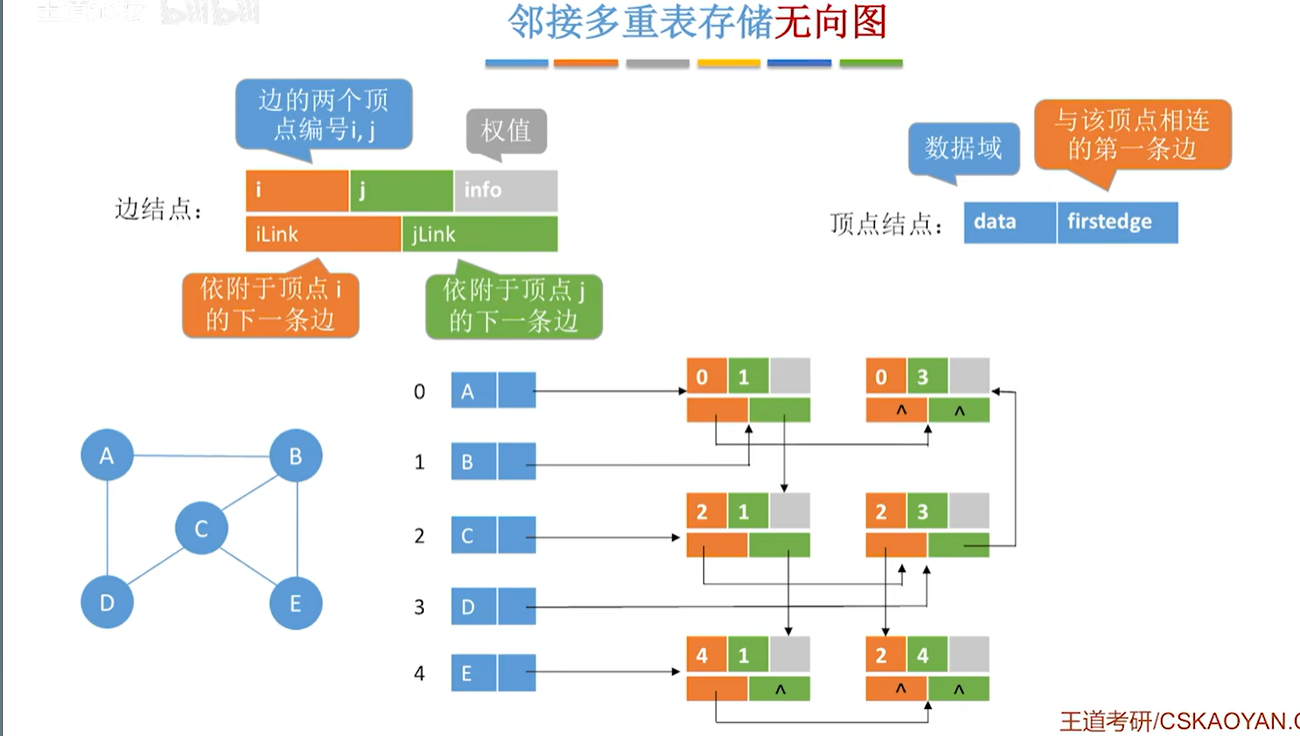 bilibili
邻接多重表存储无向图
边的两个顶
点编号i, j
权值
数据域
与该顶点相连
的第一条边
边结点：
i j info
iLink jLink
顶点结点：
data firstedge
依附于顶点 i
的下一条边
依附于顶点 j
的下一条边
0 A
0 1
0 3
^ ^
1 B
2 C
2 1
2 3
3 D
4 E
4 1
2 4
^
^ ^
A
B
C
D
E
王道考研/CSKAOYAN.C